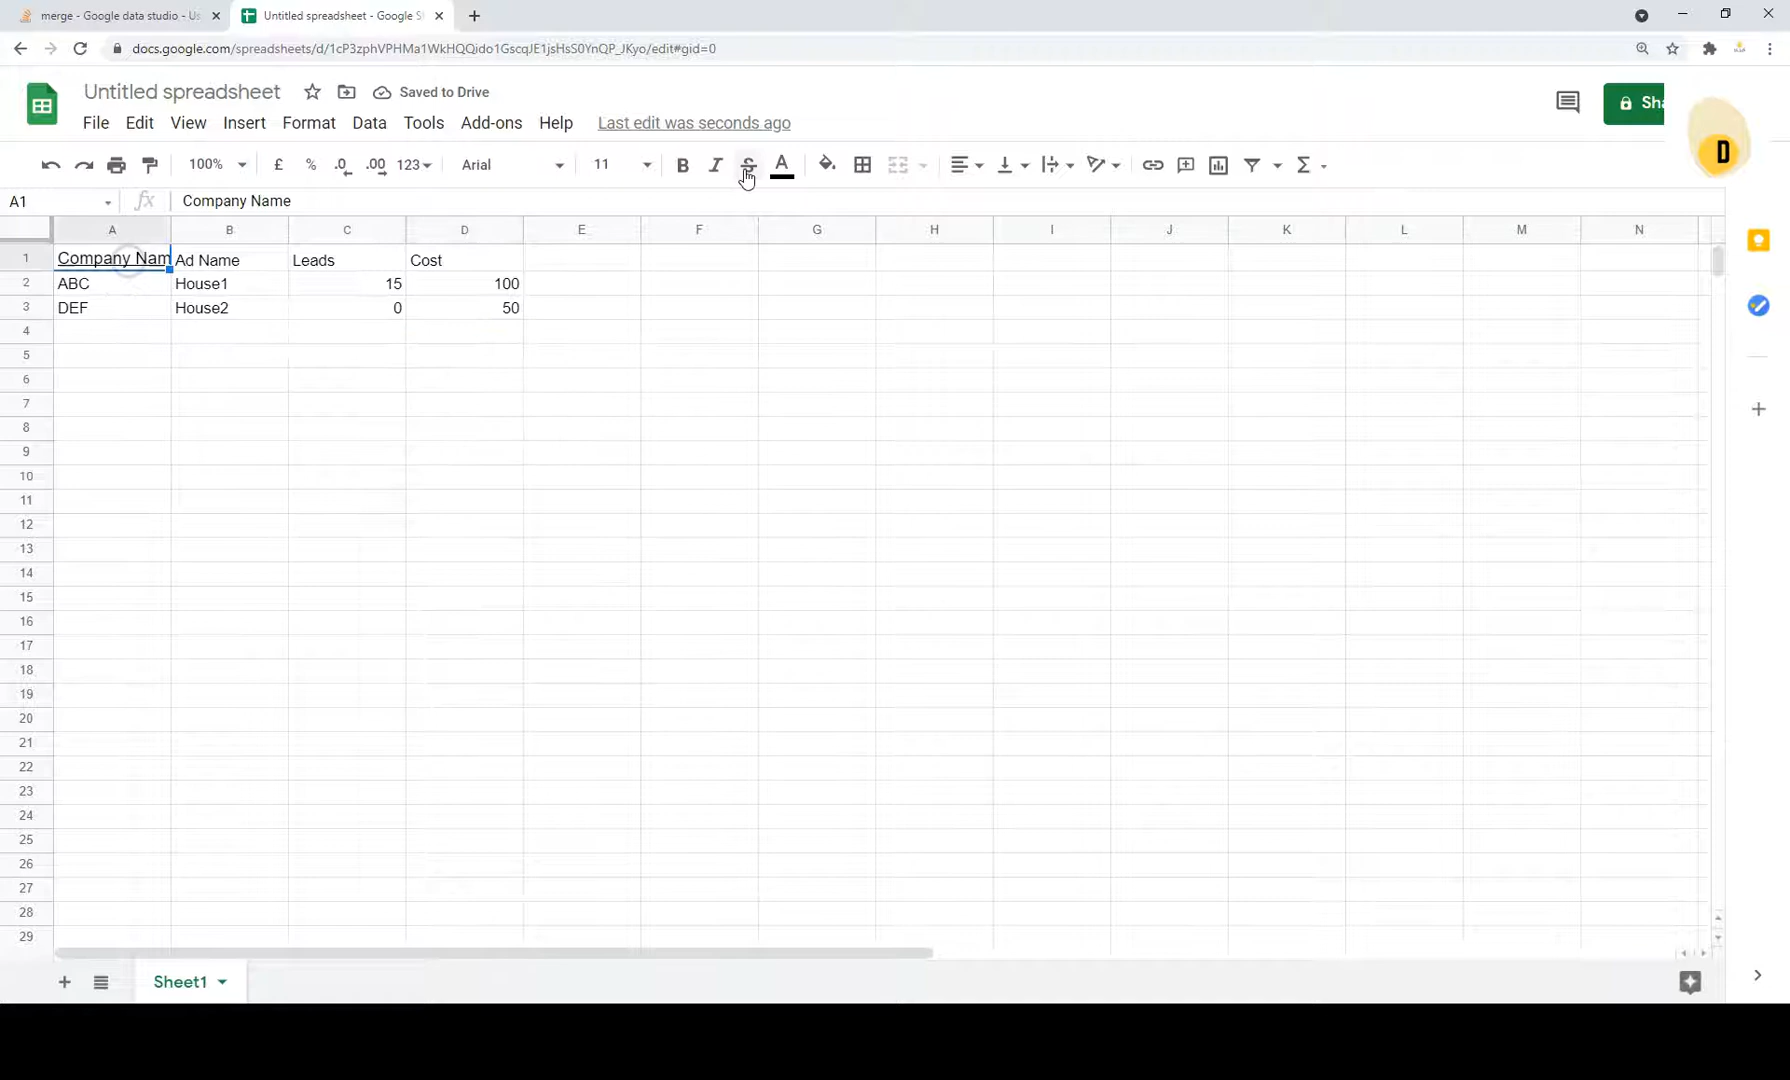 merge - Google data studio - Us
Untitled spreadsheet - Google S
docs.google.com/spreadsheets/d/1cP3zphVPHMa1WkHQQido1GscqJE1jsHsS0YnQP_JKyo/edit#gid=0
Untitled spreadsheet
Saved to Drive
Sha
File Edit View Insert Format Data Tools Add-ons Help Last edit was seconds ago
100% £ % .0 .00 123 Arial 11 B I S A Σ
D
A1 fx Company Name
A B C D E F G H I J K L M N
1 Company Nam Ad Name Leads Cost
2 ABC House1 15 100
3 DEF House2 0 50
4
5
6
7
8
9
10
11
12
13
14
15
16
17
18
19
20
21
22
23
24
25
26
27
28
29
Sheet1